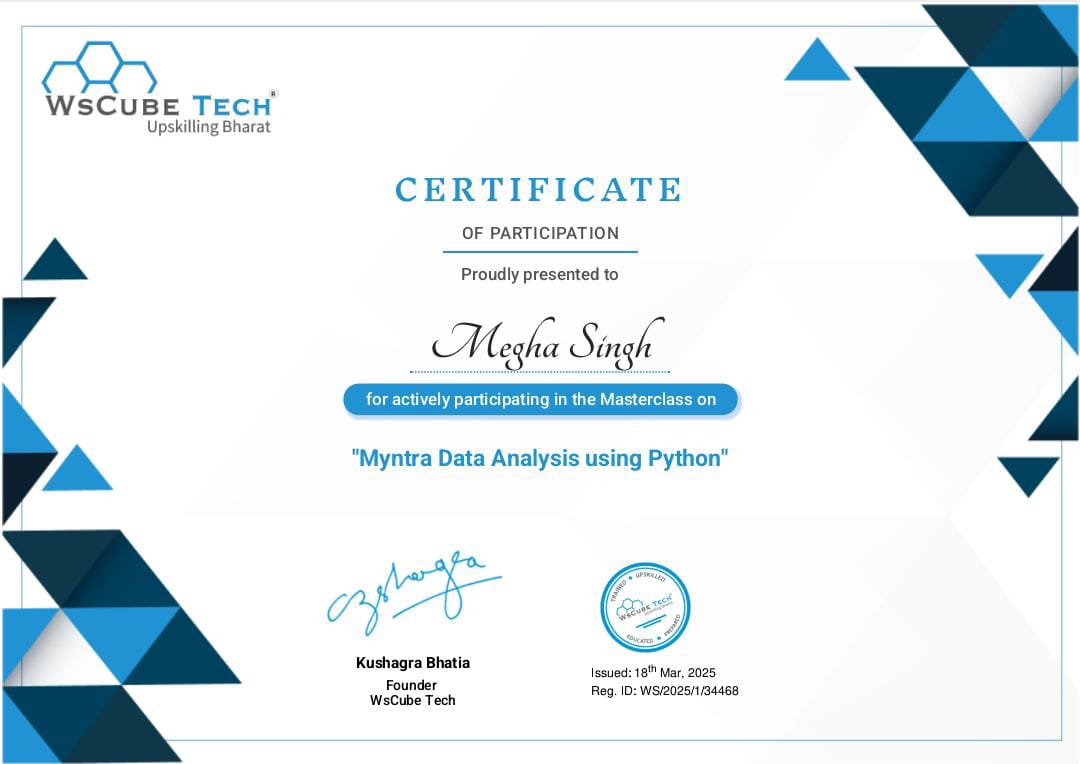 WSCUBE TECH®
Upskilling Bharat
CERTIFICATE
OF PARTICIPATION
Proudly presented to
Megha Singh
for actively participating in the Masterclass on
"Myntra Data Analysis using Python"
Kushagra Bhatia
Founder
WsCube Tech
TRAINED ★ UPSKILLED
WSCUBE TECH®
Upskilling Bharat
EDUCATED ★ PREPARED
Issued: 18th Mar, 2025
Reg. ID: WS/2025/1/34468